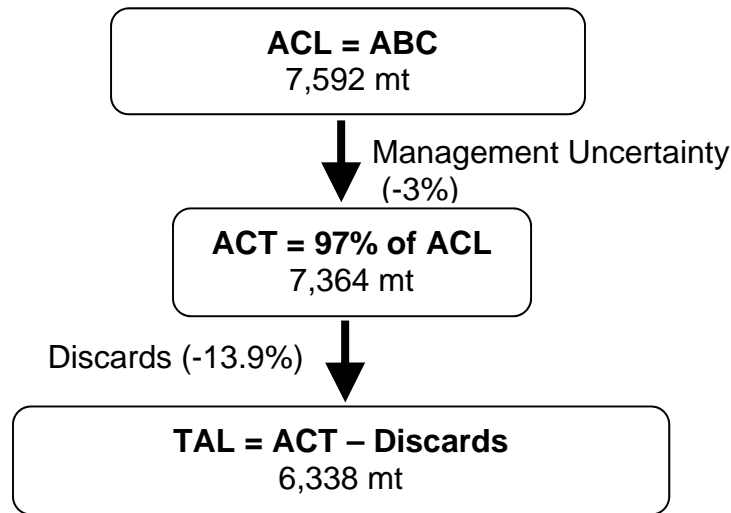 ACL = ABC
7,592 mt
Management Uncertainty
(-3%)
ACT = 97% of ACL
7,364 mt
Discards (-13.9%)
TAL = ACT – Discards
6,338 mt